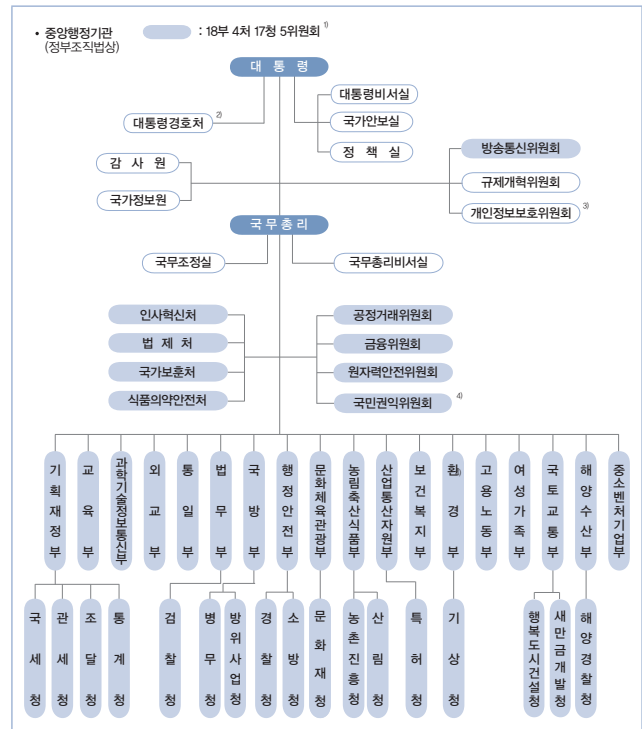 • 중앙행정기관 : 18부 4처 17청 5위원회 1)
(정부조직법상)
대 통 령
대통령비서실
대통령경호처 2)
국가안보실
정 책 실
방송통신위원회
감 사 원
규제개혁위원회
국가정보원
개인정보보호위원회 3)
국무총리
국무조정실
국무총리비서실
인사혁신처
공정거래위원회
법 제 처
금융위원회
국가보훈처
원자력안전위원회
식품의약안전처
국민권익위원회 4)
기획재정부
교육부
과학기술정보통신부
외교부
통일부
법무부
국방부
행정안전부
문화체육관광부
농림축산식품부
산업통상자원부
보건복지부
환경부
고용노동부
여성가족부
국토교통부
해양수산부
중소벤처기업부
국세청
관세청
조달청
통계청
검찰청
병무청
방위사업청
경찰청
소방청
문화재청
농촌진흥청
산림청
특허청
기상청
행복도시건설청
새만금개발청
해양경찰청